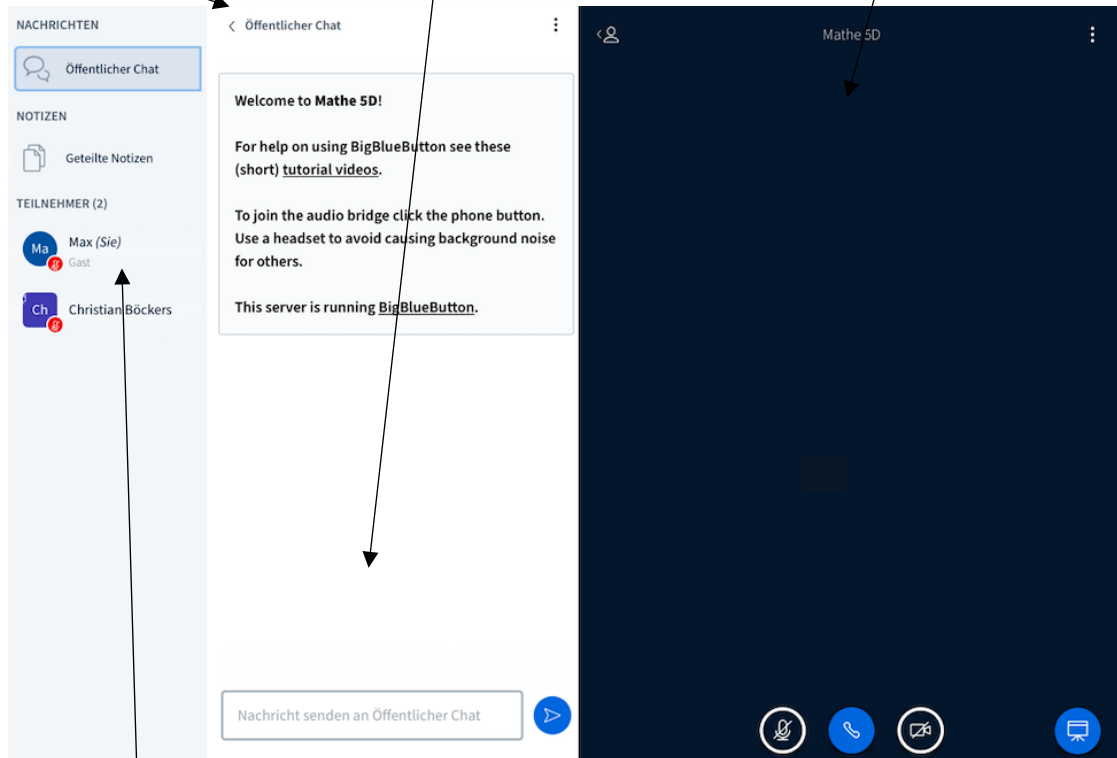 NACHRICHTEN
Öffentlicher Chat
NOTIZEN
Geteilte Notizen
TEILNEHMER (2)
Ma
Max (Sie)
Gast
Ch
Christian Böckers
Öffentlicher Chat
Welcome to Mathe 5D!
For help on using BigBlueButton see these
(short) tutorial videos.
To join the audio bridge click the phone button.
Use a headset to avoid causing background noise
for others.
This server is running BigBlueButton.
Nachricht senden an Öffentlicher Chat
Mathe 5D